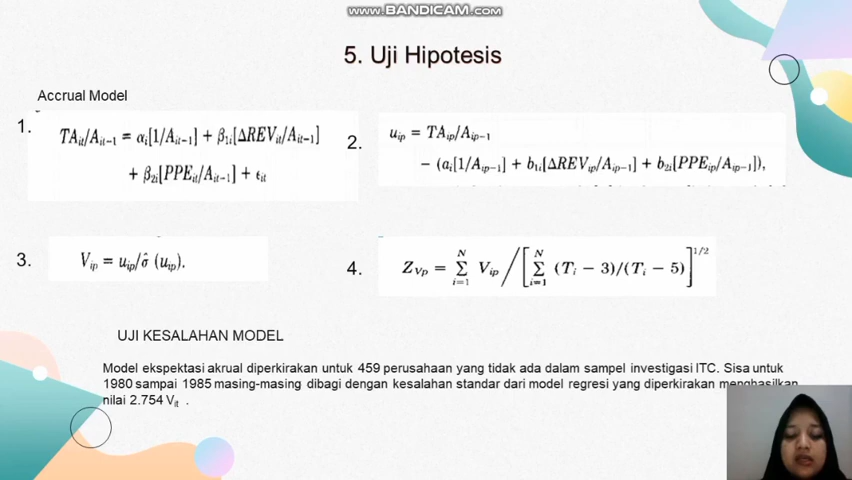 www.BANDICAM.com
5. Uji Hipotesis
Accrual Model
1.
TA_it/A_it−1 = α_i[1/A_it−1] + β_1i[ΔREV_it/A_it−1]
+ β_2i[PPE_it/A_it−1] + ϵ_it
2.
u_ip = TA_ip/A_ip−1
− (a_i[1/A_ip−1] + b_1i[ΔREV_ip/A_ip−1] + b_2i[PPE_ip/A_ip−1]),
3.
V_ip = u_ip/σ̂ (u_ip).
4.
Z_Vp = Σ_{i=1}^{N} V_ip / [Σ_{i=1}^{N} (T_i − 3)/(T_i − 5)]^{1/2}
UJI KESALAHAN MODEL
Model ekspektasi akrual diperkirakan untuk 459 perusahaan yang tidak ada dalam sampel investigasi ITC. Sisa untuk
1980 sampai 1985 masing-masing dibagi dengan kesalahan standar dari model regresi yang diperkirakan menghasilkan
nilai 2.754 V_it .